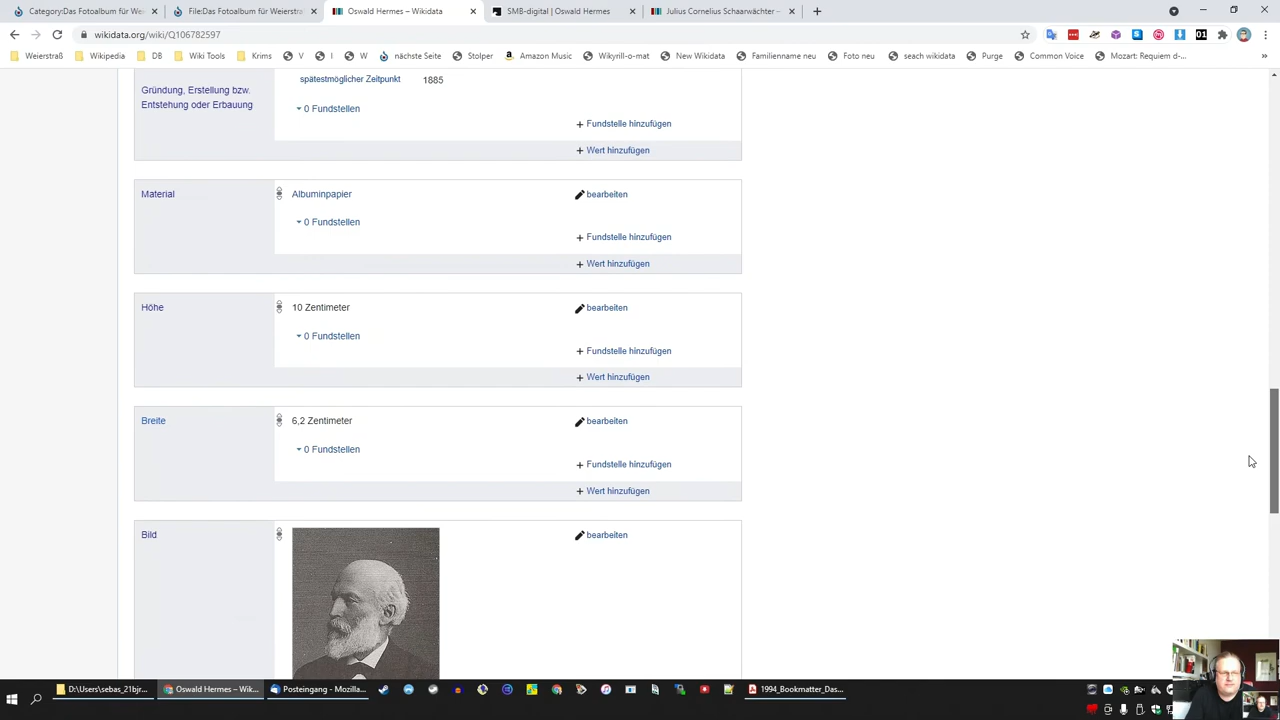 Category:Das Fotoalbum für Wei
File:Das Fotoalbum für Weierstraß
Oswald Hermes – Wikidata
SMB-digital | Oswald Hermes
Julius Cornelius Schaarwächter –
wikidata.org/wiki/Q106782597
Weierstraß
Wikipedia
Wiki Tools
Krims
V
I
W
nächste Seite
Stolper
Amazon Music
Wikyrill-o-mat
New Wikidata
Familienname neu
Foto neu
seach wikidata
Purge
Common Voice
Mozart: Requiem d-...
»
spätestmöglicher Zeitpunkt 1885
Gründung, Erstellung bzw.
Entstehung oder Erbauung
0 Fundstellen
+ Fundstelle hinzufügen
+ Wert hinzufügen
Material
Albuminpapier
bearbeiten
0 Fundstellen
+ Fundstelle hinzufügen
+ Wert hinzufügen
Höhe
10 Zentimeter
bearbeiten
0 Fundstellen
+ Fundstelle hinzufügen
+ Wert hinzufügen
Breite
6,2 Zentimeter
bearbeiten
0 Fundstellen
+ Fundstelle hinzufügen
+ Wert hinzufügen
Bild
bearbeiten
D:\Users\sebas_21bjr...
Oswald Hermes – Wik...
Posteingang - Mozilla...
1994_Bookmatter_Das...